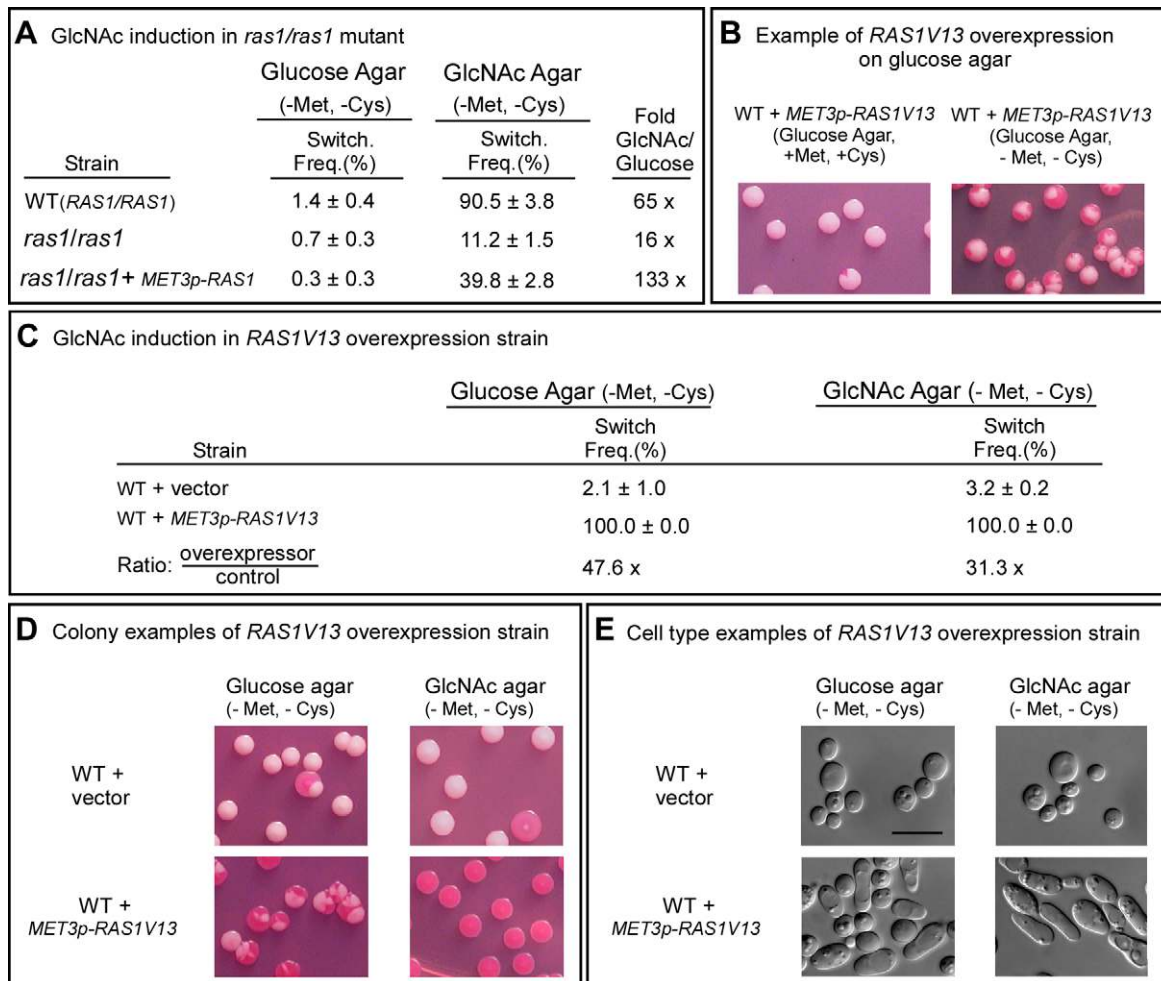 A GlcNAc induction in ras1/ras1 mutant
Glucose Agar GlcNAc Agar
(-Met, -Cys) (-Met, -Cys)
Fold
Switch. Switch. GlcNAc/
Strain Freq.(%) Freq.(%) Glucose
WT(RAS1/RAS1) 1.4 ± 0.4 90.5 ± 3.8 65 x
ras1/ras1 0.7 ± 0.3 11.2 ± 1.5 16 x
ras1/ras1+ MET3p-RAS1 0.3 ± 0.3 39.8 ± 2.8 133 x
B Example of RAS1V13 overexpression
on glucose agar
WT + MET3p-RAS1V13 WT + MET3p-RAS1V13
(Glucose Agar, (Glucose Agar,
+Met, +Cys) - Met, - Cys)
C GlcNAc induction in RAS1V13 overexpression strain
Glucose Agar (-Met, -Cys) GlcNAc Agar (- Met, - Cys)
Switch Switch
Strain Freq.(%) Freq.(%)
WT + vector 2.1 ± 1.0 3.2 ± 0.2
WT + MET3p-RAS1V13 100.0 ± 0.0 100.0 ± 0.0
Ratio: overexpressor 47.6 x 31.3 x
control
D Colony examples of RAS1V13 overexpression strain
Glucose agar GlcNAc agar
(- Met, - Cys) (- Met, - Cys)
WT +
vector
WT +
MET3p-RAS1V13
E Cell type examples of RAS1V13 overexpression strain
Glucose agar GlcNAc agar
(- Met, - Cys) (- Met, - Cys)
WT +
vector
WT +
MET3p-RAS1V13